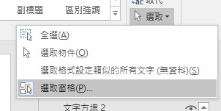 副標題 區別強調 取代
選取
全選(A)
選取物件(O)
選取格式設定類似的所有文字 (無資料)(S)
選取窗格(P)...
文字方塊 2